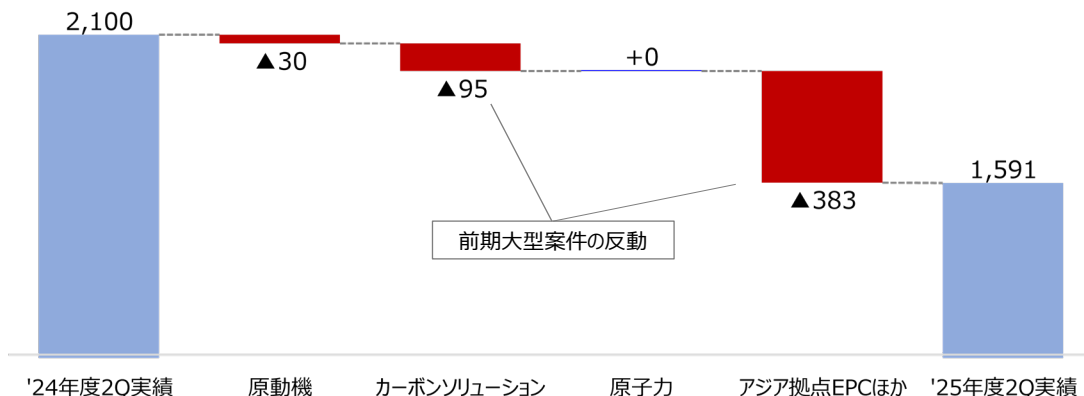 2,100
▲30
▲95
+0
▲383
1,591
前期大型案件の反動
'24年度2Q実績
原動機
カーボンソリューション
原子力
アジア拠点EPCほか
'25年度2Q実績